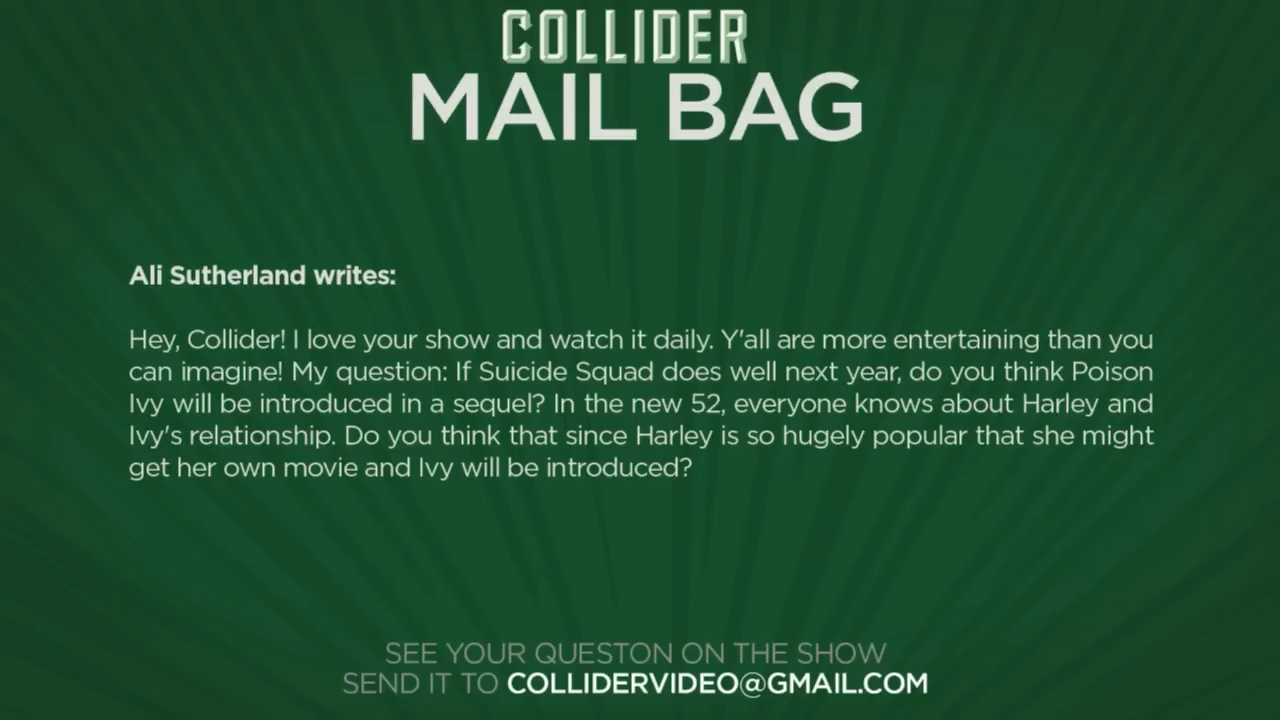 COLLIDER
MAIL BAG
Ali Sutherland writes:
Hey, Collider! I love your show and watch it daily. Y'all are more entertaining than you
can imagine! My question: If Suicide Squad does well next year, do you think Poison
Ivy will be introduced in a sequel? In the new 52, everyone knows about Harley and
Ivy's relationship. Do you think that since Harley is so hugely popular that she might
get her own movie and Ivy will be introduced?
SEE YOUR QUESTON ON THE SHOW
SEND IT TO COLLIDERVIDEO@GMAIL.COM